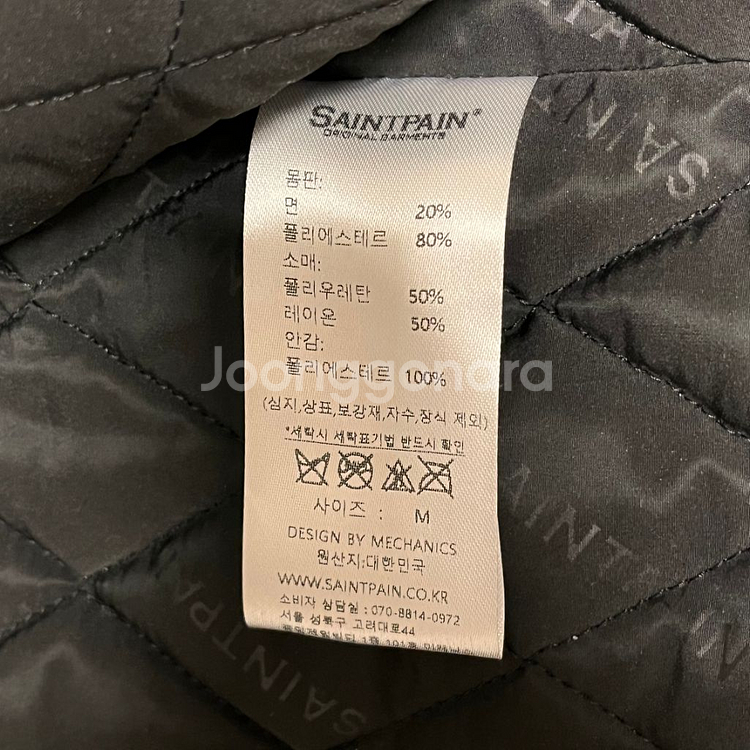 SAINTPAIN®
ORIGINAL GARMENTS
몸판:
면 20%
폴리에스테르 80%
소매:
폴리우레탄 50%
레이온 50%
안감:
폴리에스테르 100%
(심지,상표,보강재,자수,장식 제외)
*세탁시 세탁표기법 반드시 확인
사이즈 : M
DESIGN BY MECHANICS
원산지:대한민국
WWW.SAINTPAIN.CO.KR
소비자 상담실 : 070-8814-0972
서울 성북구 고려대로44
Joonggonara
SAINT
SAINT
SAINTPAIN